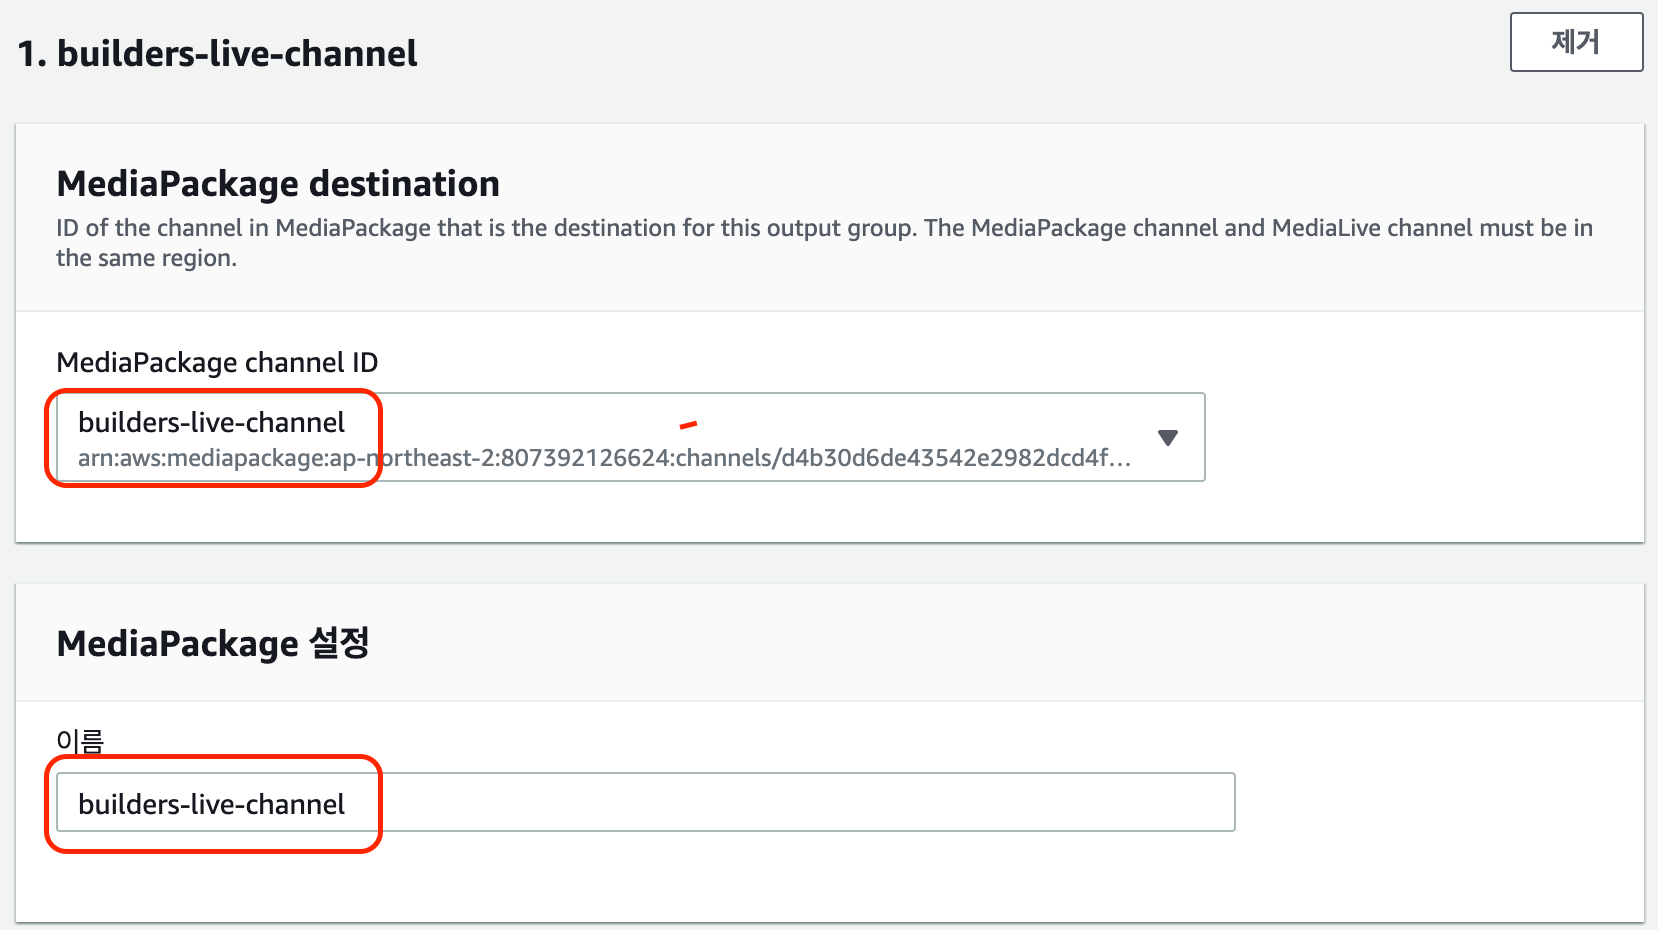 1. builders-live-channel
제거
MediaPackage destination
ID of the channel in MediaPackage that is the destination for this output group. The MediaPackage channel and MediaLive channel must be in
the same region.
MediaPackage channel ID
builders-live-channel
arn:aws:mediapackage:ap-northeast-2:807392126624:channels/d4b30d6de43542e2982dcd4f...
MediaPackage 설정
이름
builders-live-channel